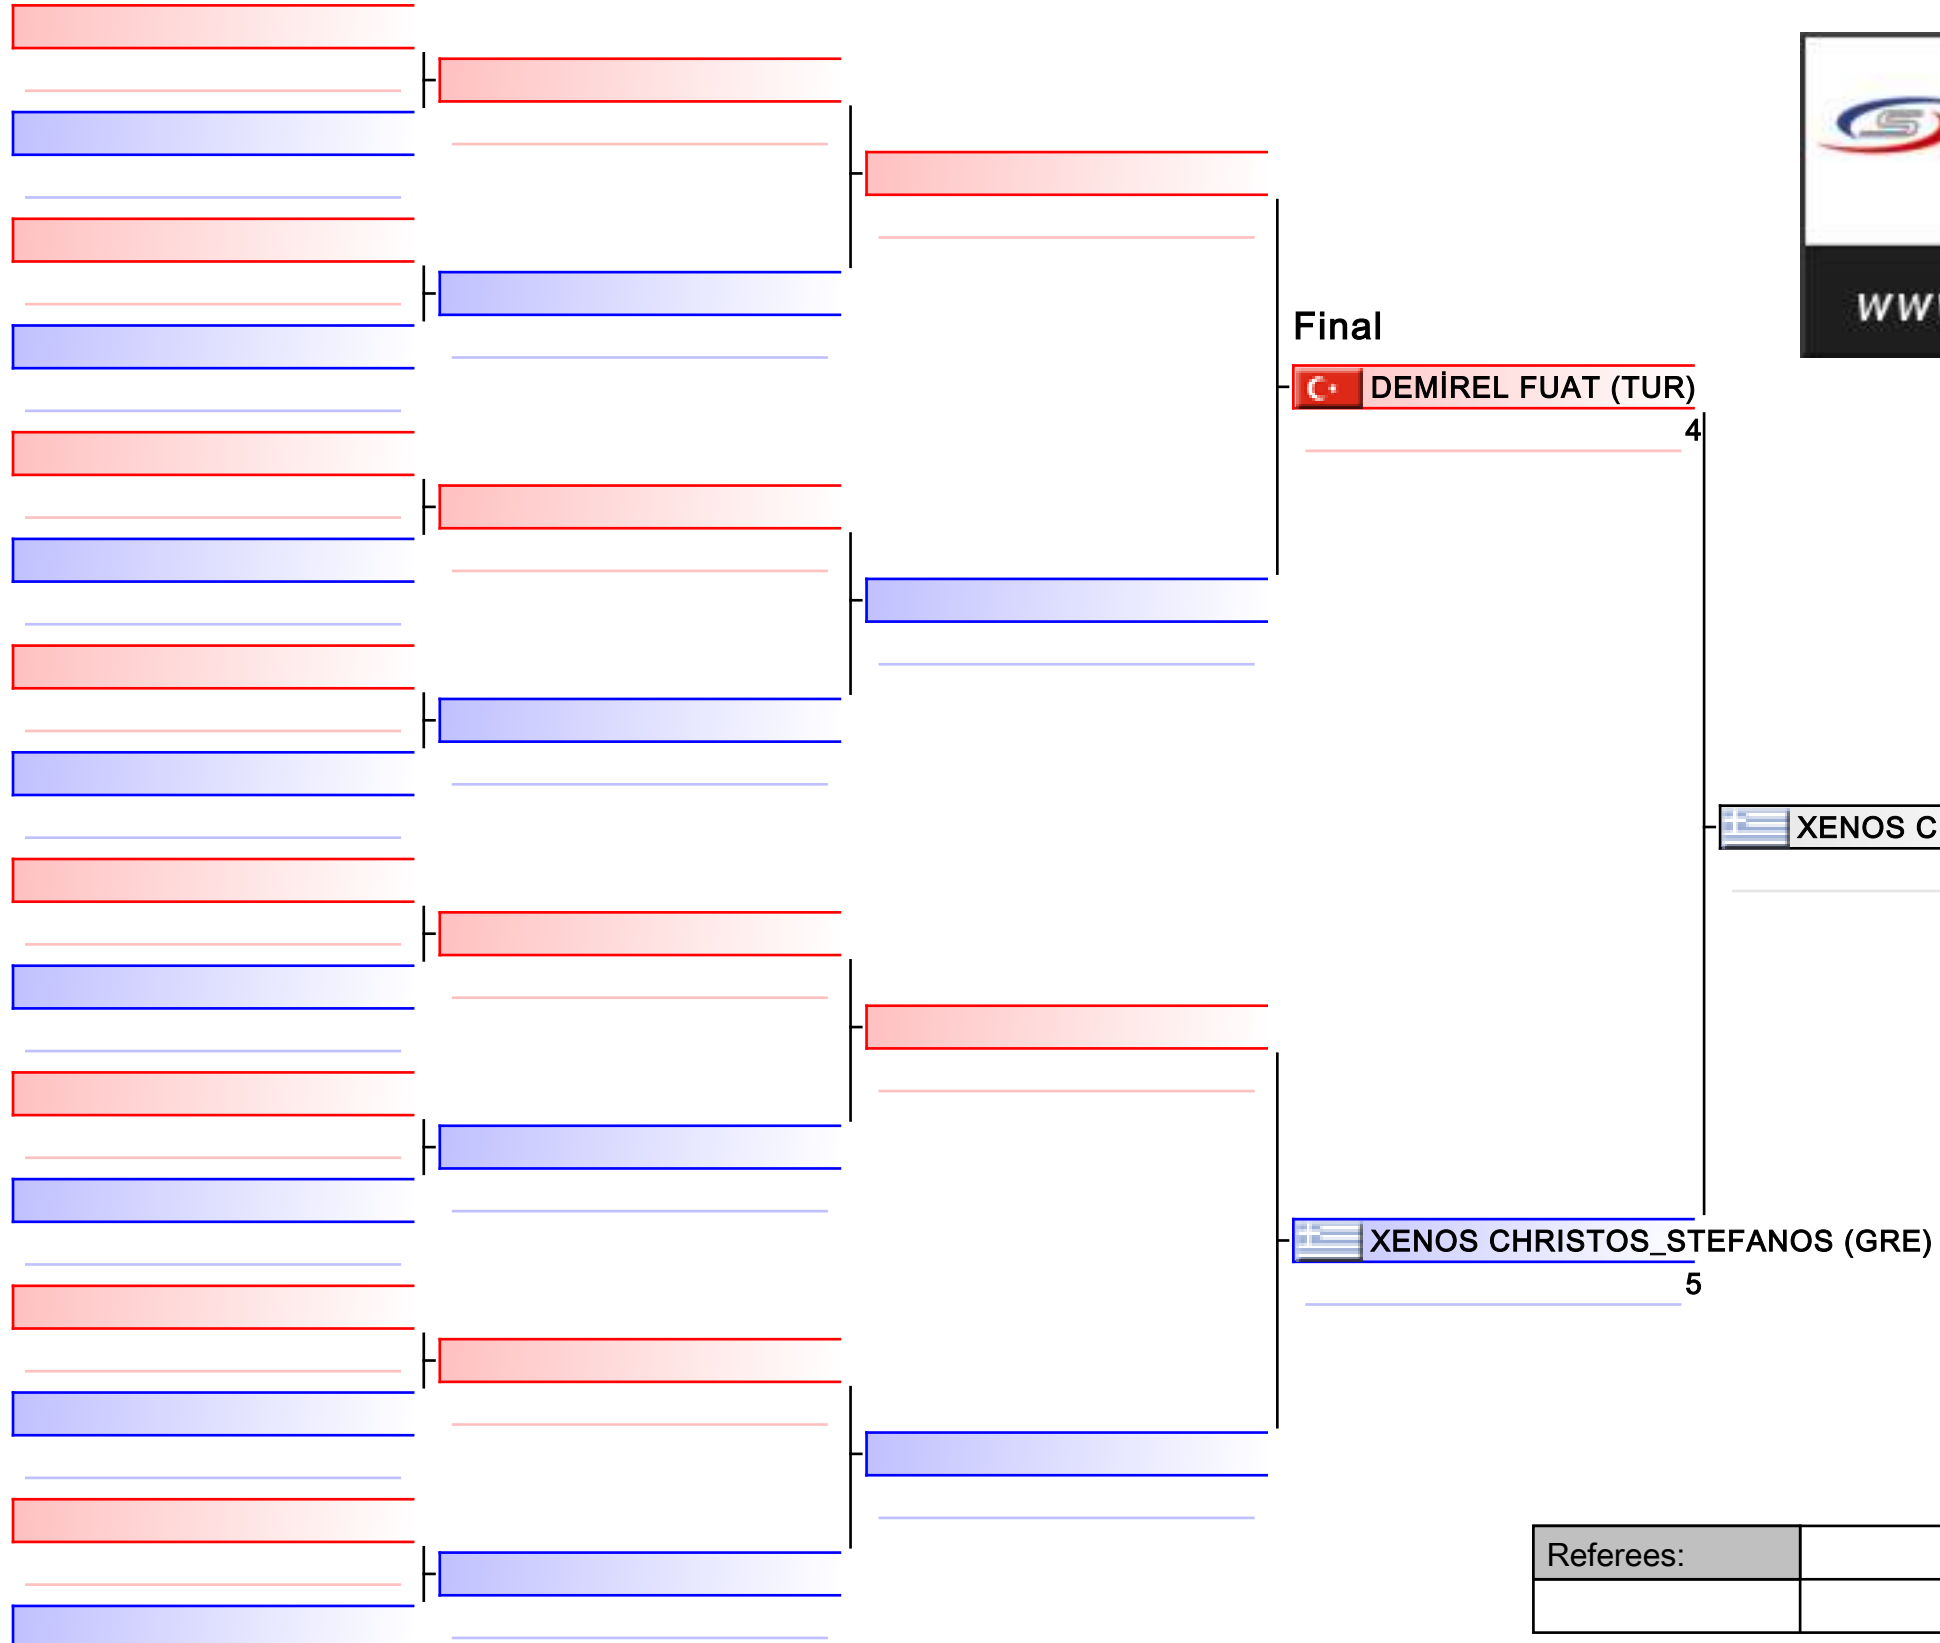 Final
DEMİREL FUAT (TUR)
4
XENOS C
XENOS CHRISTOS_STEFANOS (GRE)
5
Referees: